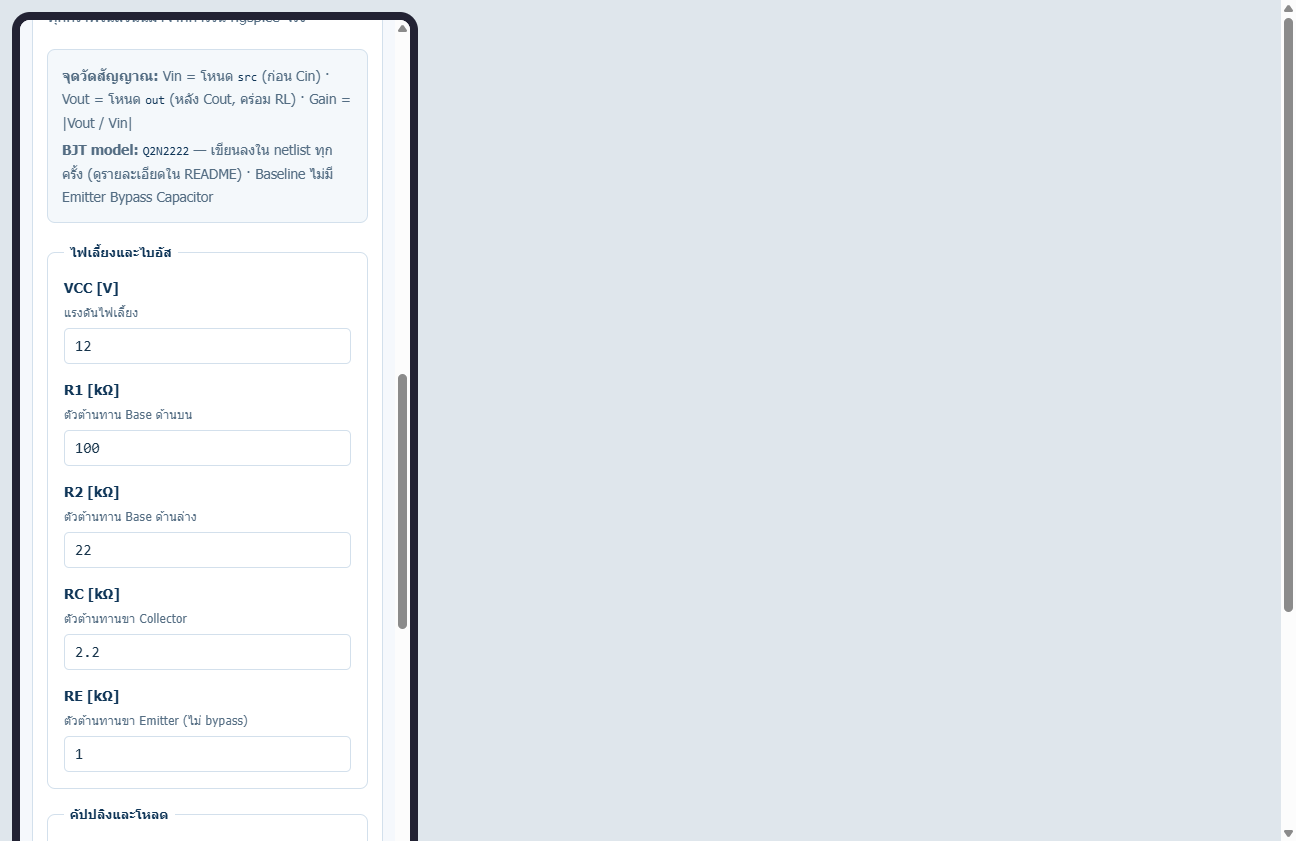 จุดวัดสัญญาณ: Vin = โหนด src (ก่อน Cin) ·
Vout = โหนด out (หลัง Cout, คร่อม RL) · Gain =
|Vout / Vin|
BJT model: Q2N2222 — เขียนลงใน netlist ทุก
ครั้ง (ดูรายละเอียดใน README) · Baseline ไม่มี
Emitter Bypass Capacitor
ไฟเลี้ยงและไบอัส
VCC [V]
แรงดันไฟเลี้ยง
12
R1 [kΩ]
ตัวต้านทาน Base ด้านบน
100
R2 [kΩ]
ตัวต้านทาน Base ด้านล่าง
22
RC [kΩ]
ตัวต้านทานขา Collector
2.2
RE [kΩ]
ตัวต้านทานขา Emitter (ไม่ bypass)
1
คัปปลิงและโหลด